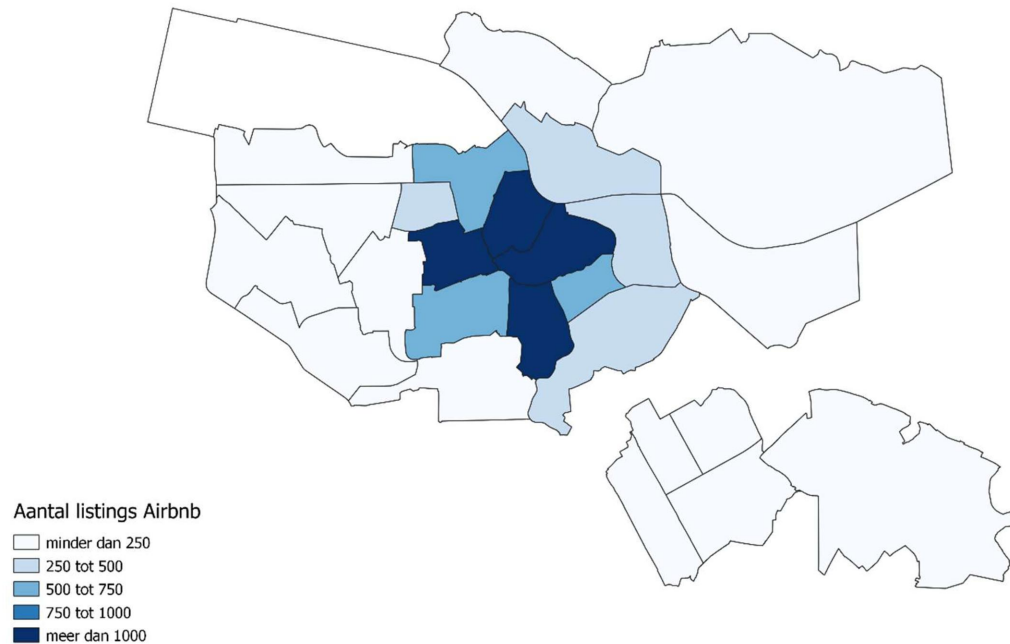 Aantal listings Airbnb
minder dan 250
250 tot 500
500 tot 750
750 tot 1000
meer dan 1000